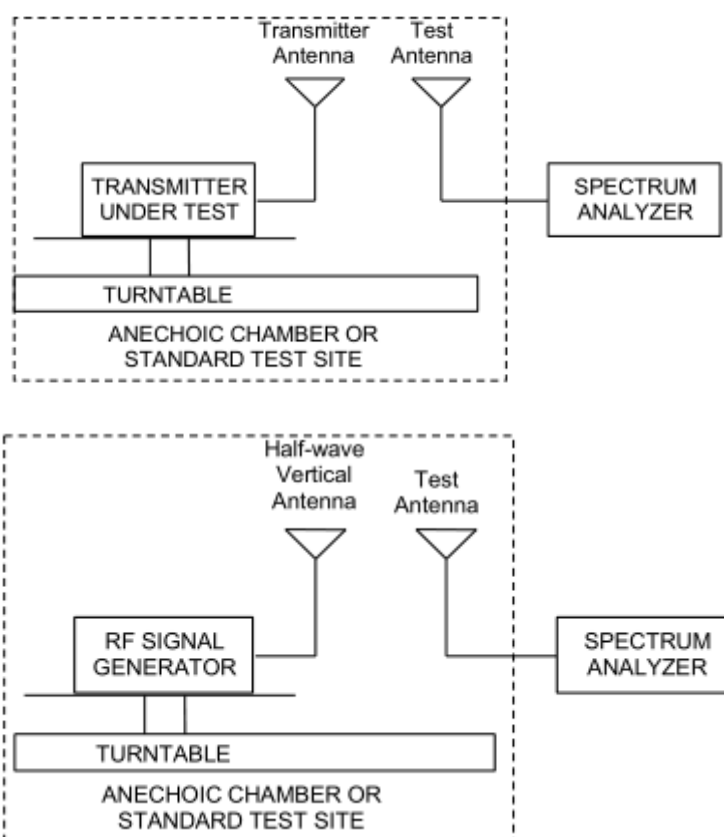 Transmitter
Antenna
Test
Antenna
TRANSMITTER
UNDER TEST
SPECTRUM
ANALYZER
TURNTABLE
ANECHOIC CHAMBER OR
STANDARD TEST SITE
Half-wave
Vertical
Antenna
Test
Antenna
RF SIGNAL
GENERATOR
SPECTRUM
ANALYZER
TURNTABLE
ANECHOIC CHAMBER OR
STANDARD TEST SITE